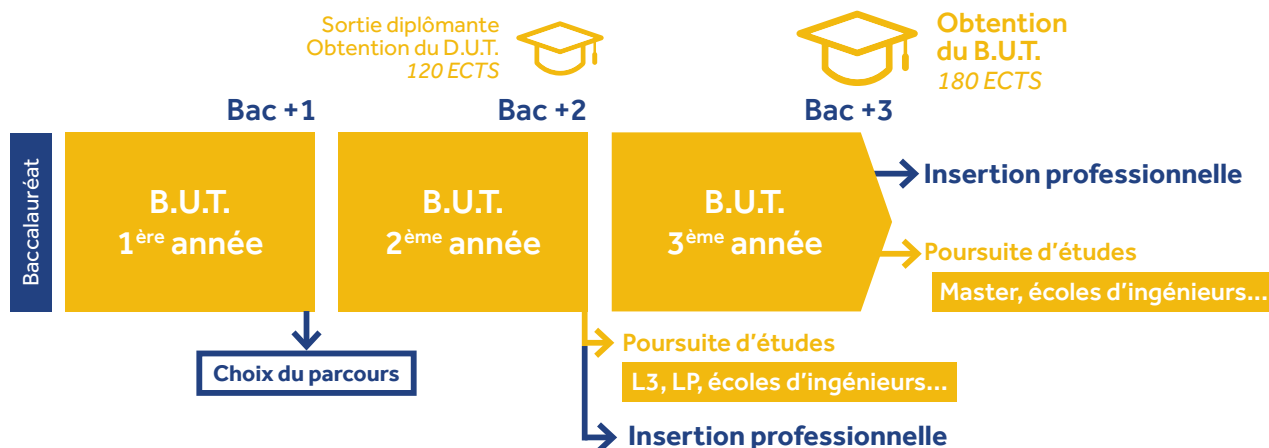 Sortie diplômante
Obtention du D.U.T.
120 ECTS
Obtention
du B.U.T.
180 ECTS
Bac +1
Bac +2
Bac +3
Baccalauréat
B.U.T.
1ère année
B.U.T.
2ème année
B.U.T.
3ème année
Insertion professionnelle
Poursuite d'études
Master, écoles d'ingénieurs...
Choix du parcours
Poursuite d'études
L3, LP, écoles d'ingénieurs...
Insertion professionnelle